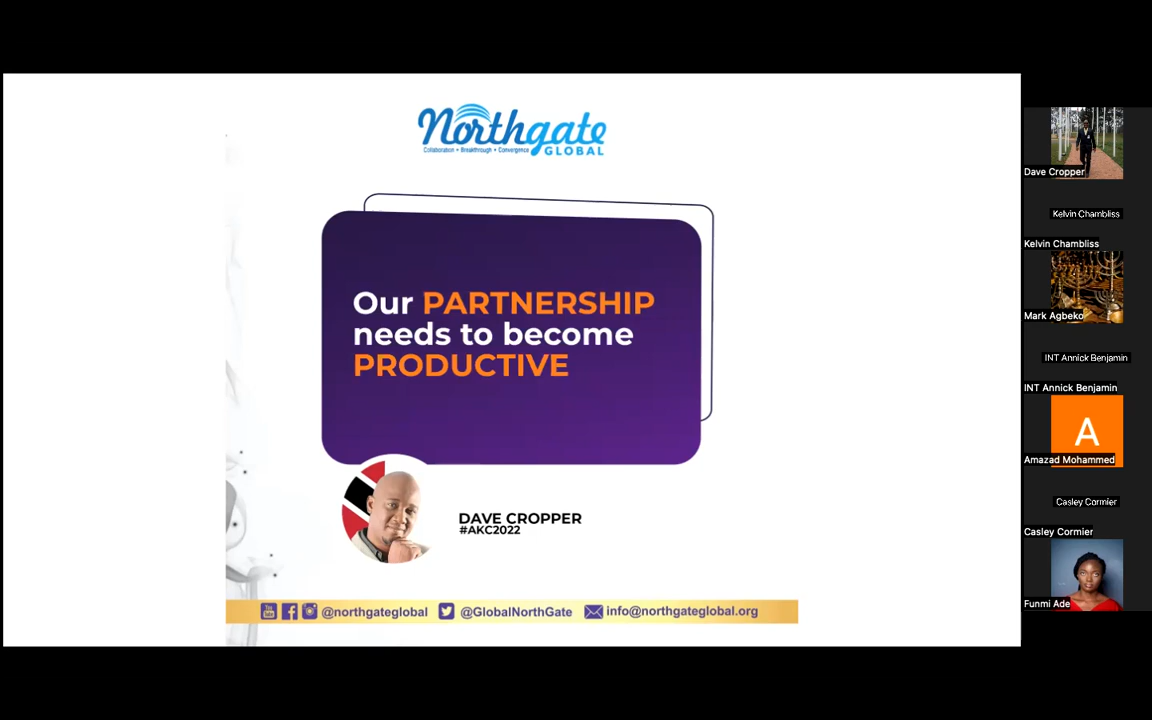 Northgate
GLOBAL
Collaboration • Breakthrough • Convergence
Our PARTNERSHIP
needs to become
PRODUCTIVE
DAVE CROPPER
#AKC2022
You
Tube
@northgateglobal
@GlobalNorthGate
info@northgateglobal.org
Dave Cropper
Kelvin Chambliss
Kelvin Chambliss
Mark Agbeko
INT Annick Benjamin
INT Annick Benjamin
A
Amazad Mohammed
Casley Cormier
Casley Cormier
Funmi Ade